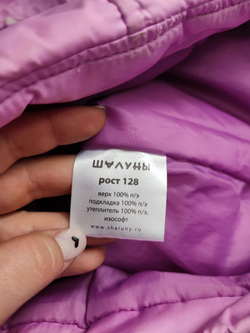 ШАЛУНЫ
рост 128
верх 100% п/э
подкладка 100% п/э
утеплитель 100% п/э,
изософт
www.shaluny.ru